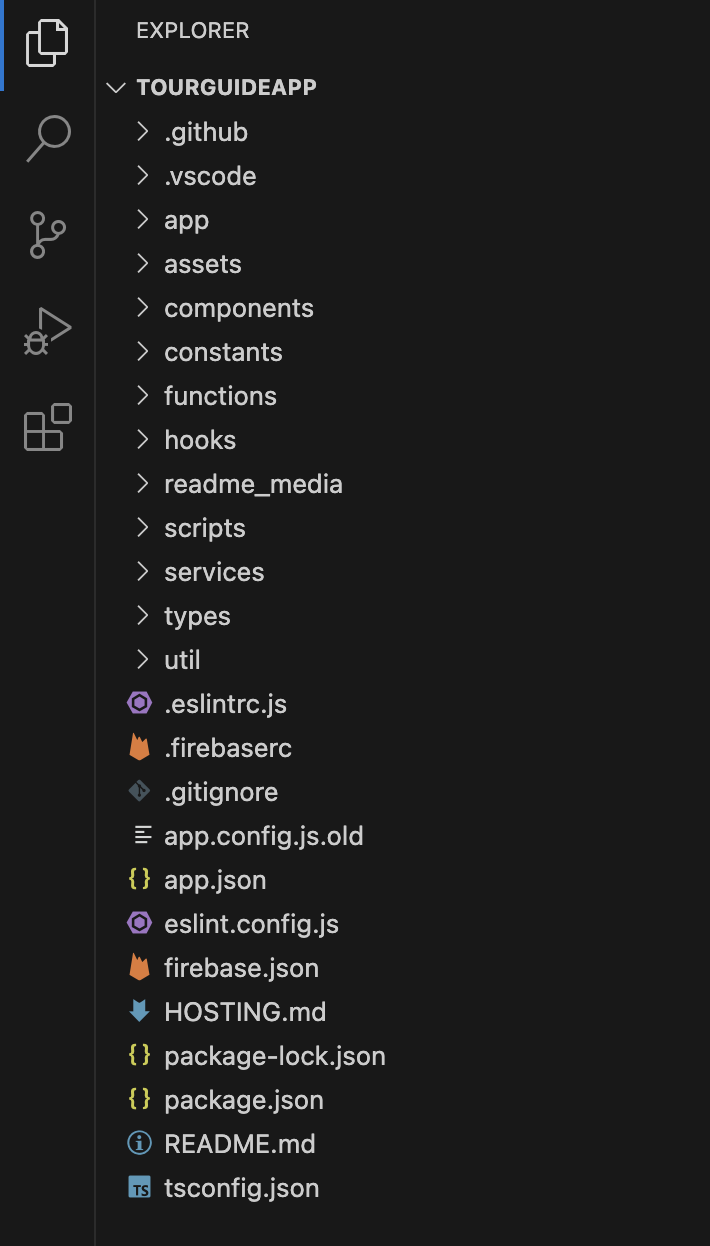 EXPLORER
TOURGUIDEAPP
.github
.vscode
app
assets
components
constants
functions
hooks
readme_media
scripts
services
types
util
.eslintrc.js
.firebaserc
.gitignore
app.config.js.old
{} app.json
eslint.config.js
firebase.json
HOSTING.md
{} package-lock.json
{} package.json
README.md
TS tsconfig.json